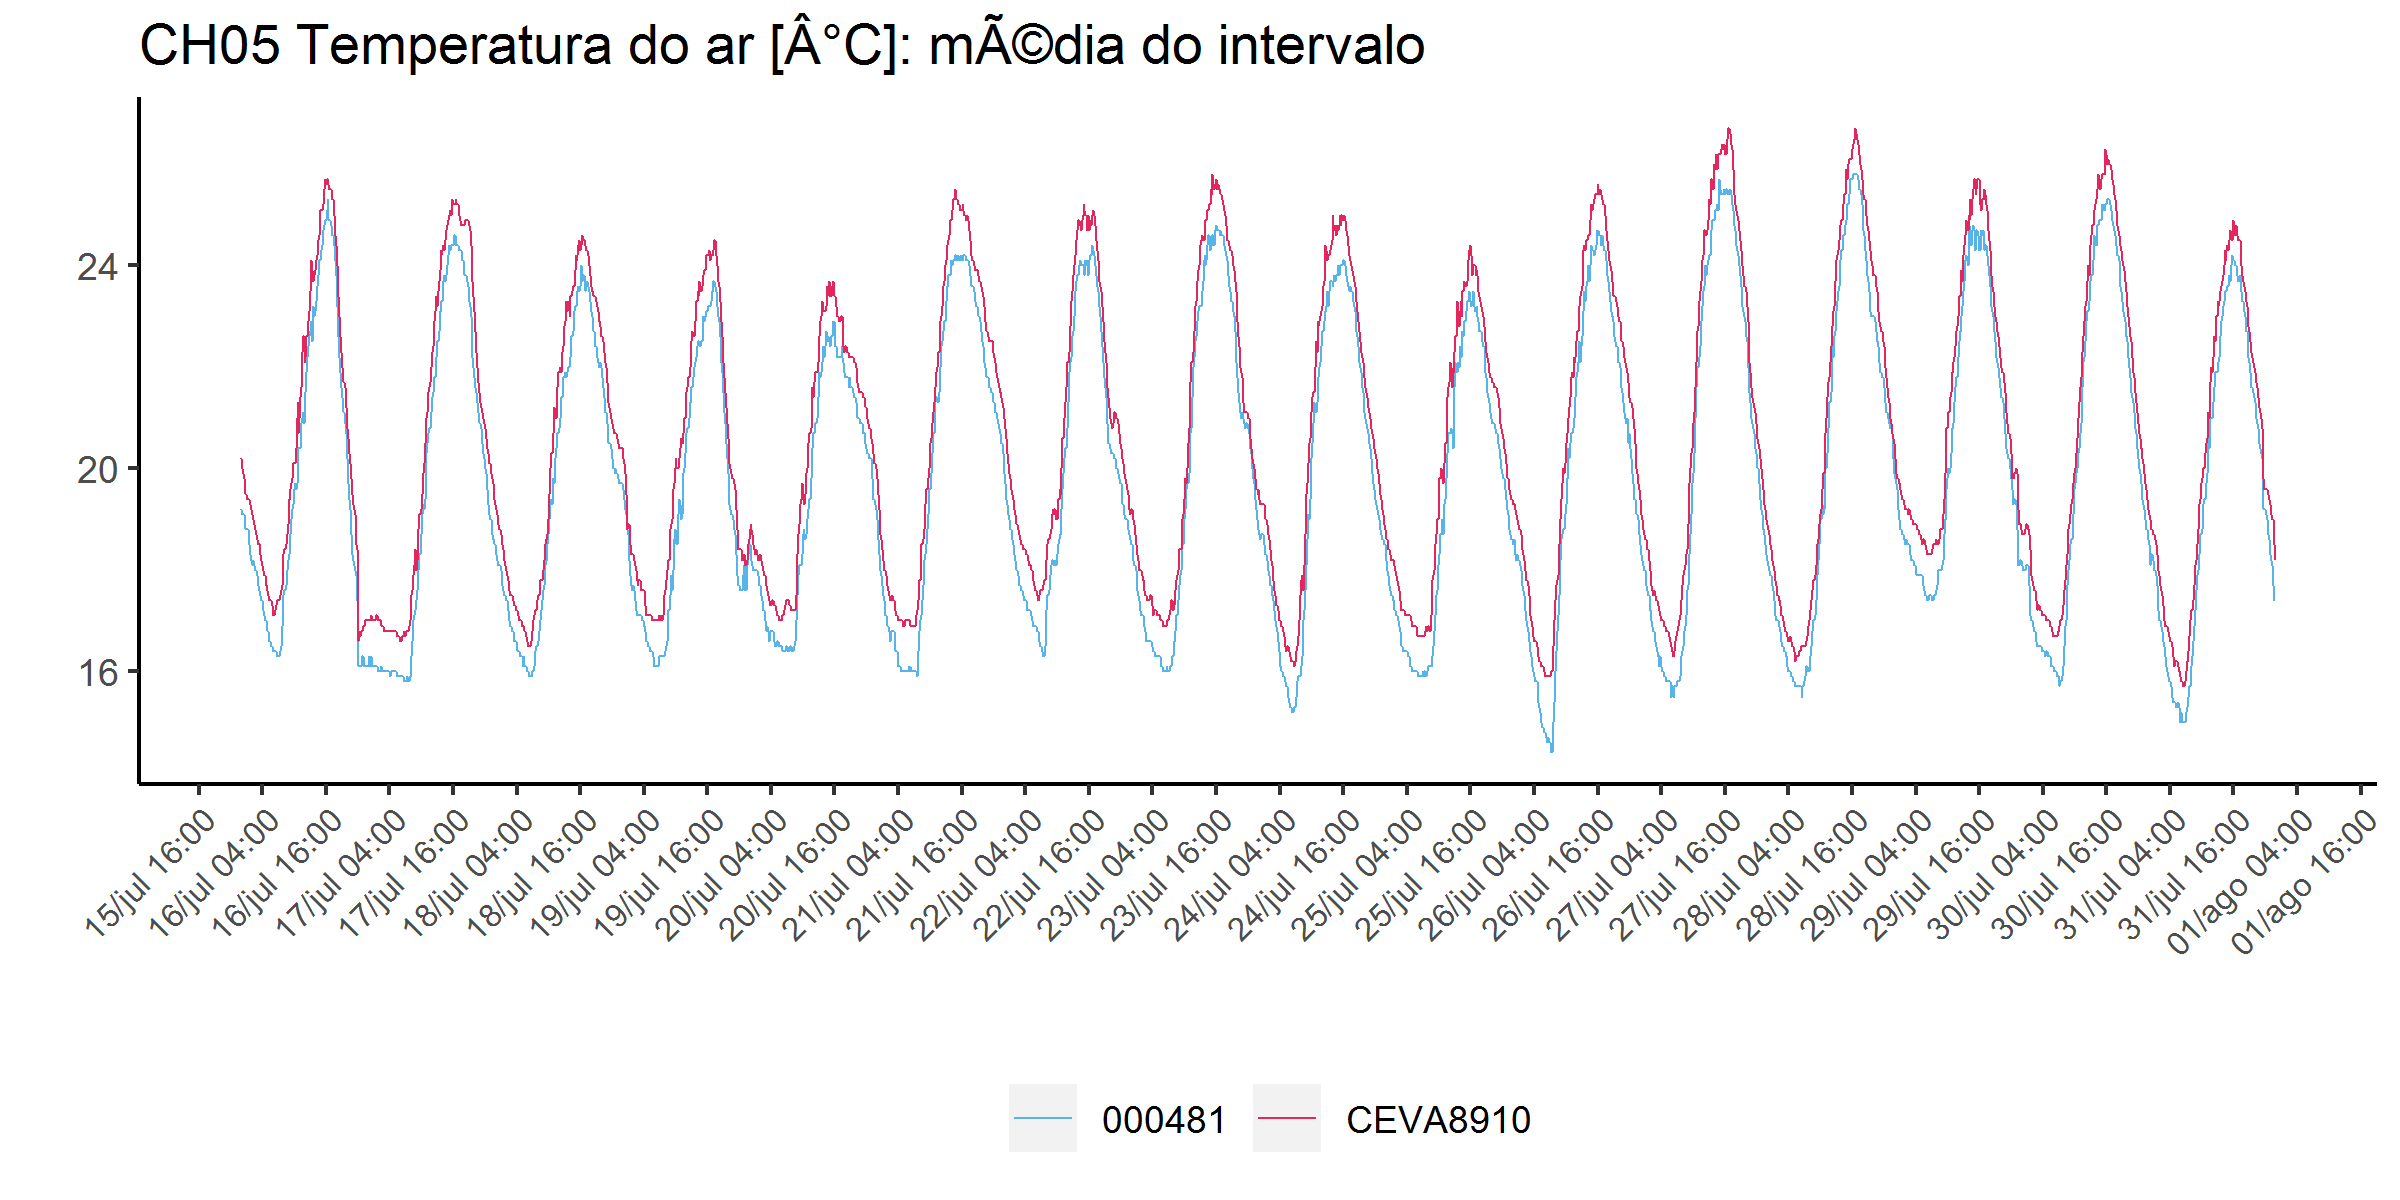 CH05 Temperatura do ar [Â°C]: mÃ©dia do intervalo
24
20
16
15/jul 16:00
16/jul 04:00
16/jul 16:00
17/jul 04:00
17/jul 16:00
18/jul 04:00
18/jul 16:00
19/jul 04:00
19/jul 16:00
20/jul 04:00
20/jul 16:00
21/jul 04:00
21/jul 16:00
22/jul 04:00
22/jul 16:00
23/jul 04:00
23/jul 16:00
24/jul 04:00
24/jul 16:00
25/jul 04:00
25/jul 16:00
26/jul 04:00
26/jul 16:00
27/jul 04:00
27/jul 16:00
28/jul 04:00
28/jul 16:00
29/jul 04:00
29/jul 16:00
30/jul 04:00
30/jul 16:00
31/jul 04:00
31/jul 16:00
01/ago 04:00
01/ago 16:00
000481
CEVA8910